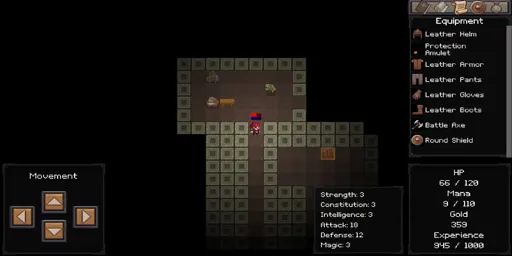 Equipment
Leather Helm
Protection
Amulet
Leather Armor
Leather Pants
Leather Gloves
Leather Boots
Battle Axe
Round Shield
Movement
Strength: 3
Constitution: 3
Intelligence: 3
Attack: 18
Defense: 12
Magic: 3
HP
66 / 120
Mana
9 / 110
Gold
359
Experience
945 / 1000